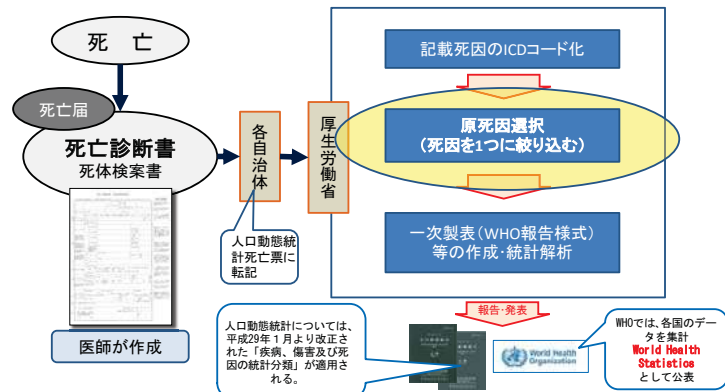 死　亡
死亡届
死亡診断書
死体検案書
医師が作成
各自治体
人口動態統
計死亡票に
転記
厚生労働省
記載死因のICDコード化
原死因選択
（死因を1つに絞り込む）
一次製表（WHO報告様式）
等の作成・統計解析
報告・発表
人口動態統計については、
平成29年１月より改正さ
れた「疾病、傷害及び死
因の統計分類」が適用さ
れる。
World Health
Organization
WHOでは、各国のデー
タを集計
World Health
Statistics
として公表